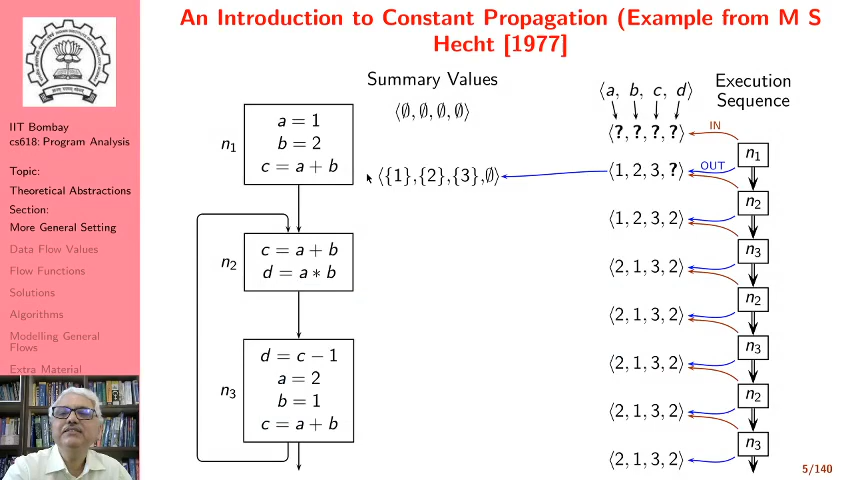 An Introduction to Constant Propagation (Example from M S
Hecht [1977]
IIT Bombay
cs618: Program Analysis
Topic:
Theoretical Abstractions
Section:
More General Setting
Data Flow Values
Flow Functions
Solutions
Algorithms
Modelling General
Flows
Extra Material
n1
a = 1
b = 2
c = a + b
n2
c = a + b
d = a ∗ b
n3
d = c − 1
a = 2
b = 1
c = a + b
Summary Values
⟨∅, ∅, ∅, ∅⟩
⟨{1},{2},{3},∅⟩
Execution
Sequence
⟨a, b, c, d⟩
⟨?, ?, ?, ?⟩
IN
n1
⟨1, 2, 3, ?⟩
OUT
n2
⟨1, 2, 3, 2⟩
n3
⟨2, 1, 3, 2⟩
n2
⟨2, 1, 3, 2⟩
n3
⟨2, 1, 3, 2⟩
n2
⟨2, 1, 3, 2⟩
n3
⟨2, 1, 3, 2⟩
5/140